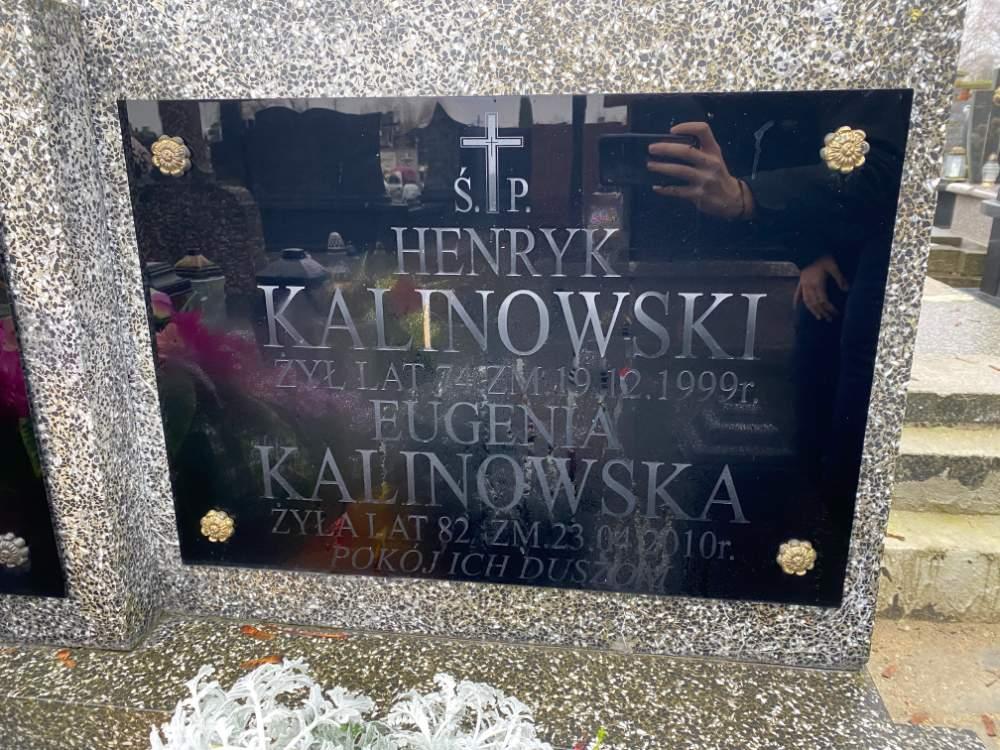 Ś. P.
HENRYK
KALINOWSKI
ŻYŁ LAT 74 ZM.19.12.1999r.
EUGENIA
KALINOWSKA
ŻYŁA LAT 82 ZM.23.04.2010r.
POKÓJ ICH DUSZOM